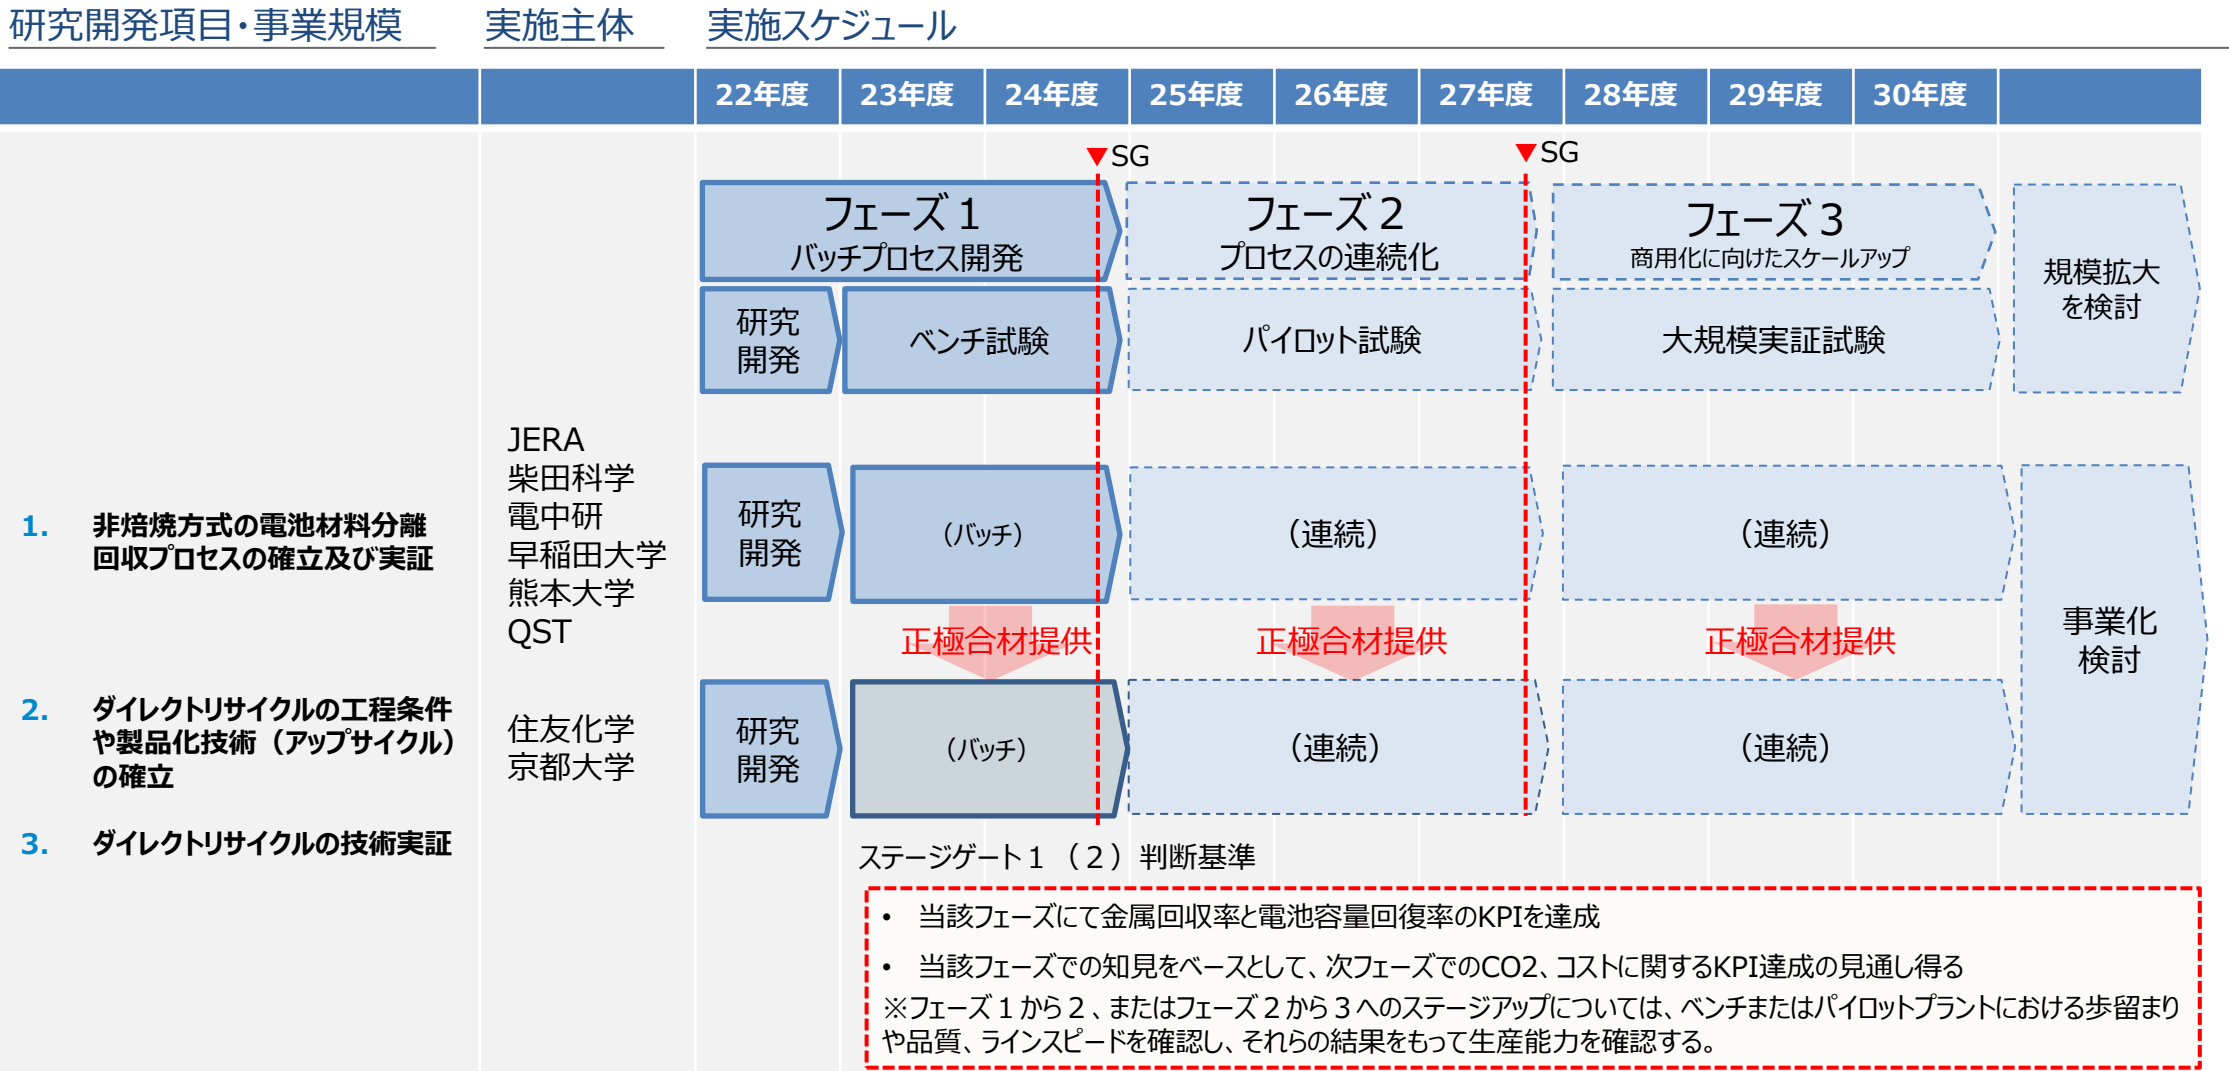 研究開発項目・事業規模
実施主体
実施スケジュール
22年度
23年度
24年度
25年度
26年度
27年度
28年度
29年度
30年度
▼SG
▼SG
フェーズ１
バッチプロセス開発
フェーズ２
プロセスの連続化
フェーズ３
商用化に向けたスケールアップ
規模拡大
を検討
研究
開発
ベンチ試験
パイロット試験
大規模実証試験
1. 非焙焼方式の電池材料分離
回収プロセスの確立及び実証
JERA
柴田科学
電中研
早稲田大学
熊本大学
QST
研究
開発
（バッチ）
（連続）
（連続）
事業化
検討
正極合材提供
正極合材提供
正極合材提供
2. ダイレクトリサイクルの工程条件
や製品化技術（アップサイクル）
の確立
住友化学
京都大学
研究
開発
（バッチ）
（連続）
（連続）
3. ダイレクトリサイクルの技術実証
ステージゲート１（２）判断基準
• 当該フェーズにて金属回収率と電池容量回復率のKPIを達成
• 当該フェーズでの知見をベースとして、次フェーズでのCO2、コストに関するKPI達成の見通し得る
※フェーズ１から２、またはフェーズ２から３へのステージアップについては、ベンチまたはパイロットプラントにおける歩留まり
や品質、ラインスピードを確認し、それらの結果をもって生産能力を確認する。